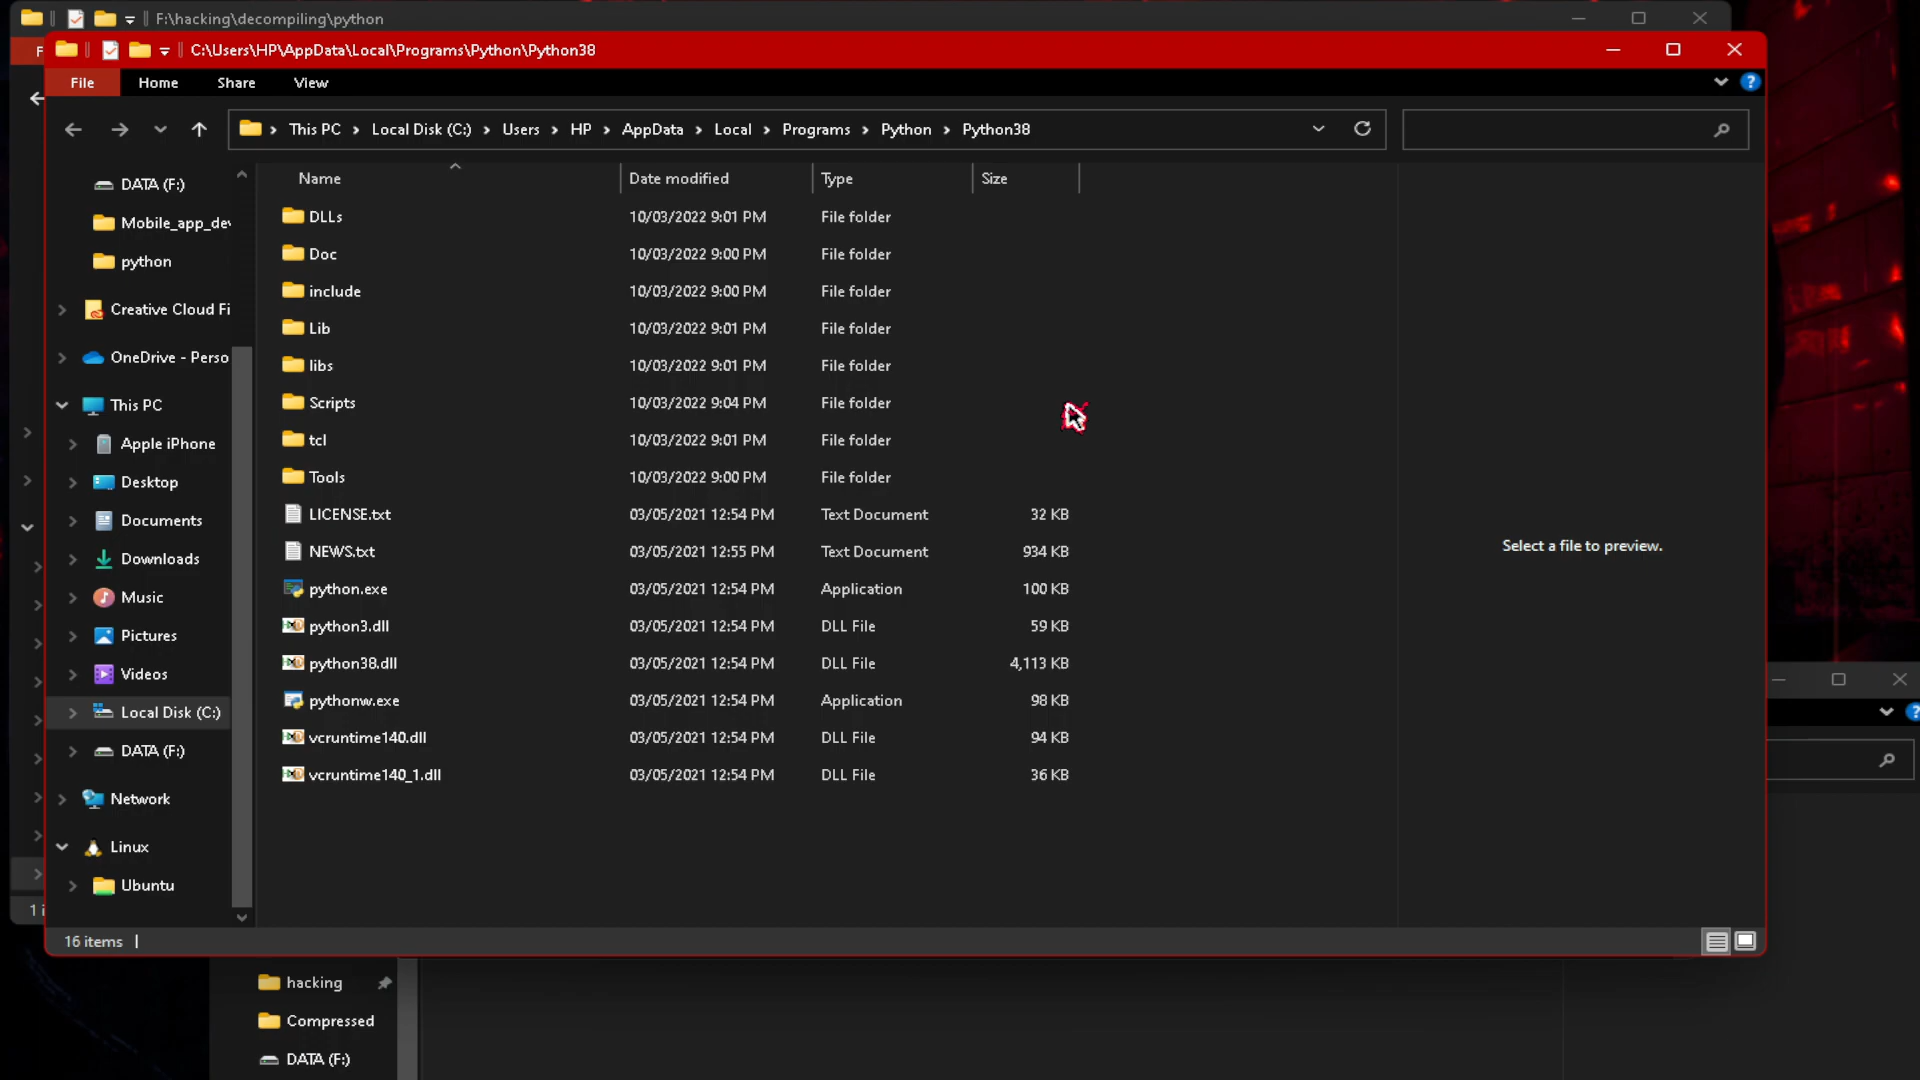 F:\hacking\decompiling\python
F
C:\Users\HP\AppData\Local\Programs\Python\Python38
File Home Share View
This PC Local Disk (C:) Users HP AppData Local Programs Python Python38
DATA (F:)
Mobile_app_dev
python
Creative Cloud Fi
OneDrive - Perso
This PC
Apple iPhone
Desktop
Documents
Downloads
Music
Pictures
Videos
Local Disk (C:)
DATA (F:)
Network
Linux
Ubuntu
Name Date modified Type Size
DLLs 10/03/2022 9:01 PM File folder
Doc 10/03/2022 9:00 PM File folder
include 10/03/2022 9:00 PM File folder
Lib 10/03/2022 9:01 PM File folder
libs 10/03/2022 9:01 PM File folder
Scripts 10/03/2022 9:04 PM File folder
tcl 10/03/2022 9:01 PM File folder
Tools 10/03/2022 9:00 PM File folder
LICENSE.txt 03/05/2021 12:54 PM Text Document 32 KB
NEWS.txt 03/05/2021 12:55 PM Text Document 934 KB
python.exe 03/05/2021 12:54 PM Application 100 KB
python3.dll 03/05/2021 12:54 PM DLL File 59 KB
python38.dll 03/05/2021 12:54 PM DLL File 4,113 KB
pythonw.exe 03/05/2021 12:54 PM Application 98 KB
vcruntime140.dll 03/05/2021 12:54 PM DLL File 94 KB
vcruntime140_1.dll 03/05/2021 12:54 PM DLL File 36 KB
Select a file to preview.
1 i
16 items
hacking
Compressed
DATA (F:)